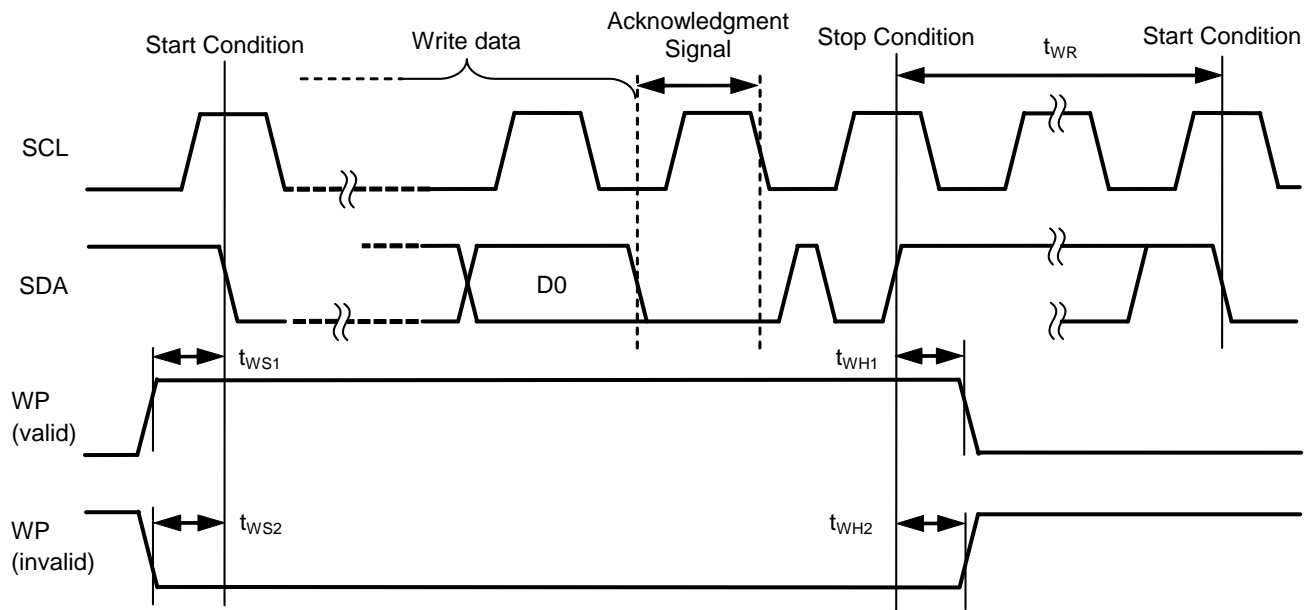 Acknowledgment
Signal
Start Condition
Write data
Stop Condition
tWR
Start Condition
SCL
SDA
D0
tWS1
tWH1
WP
(valid)
tWS2
tWH2
WP
(invalid)